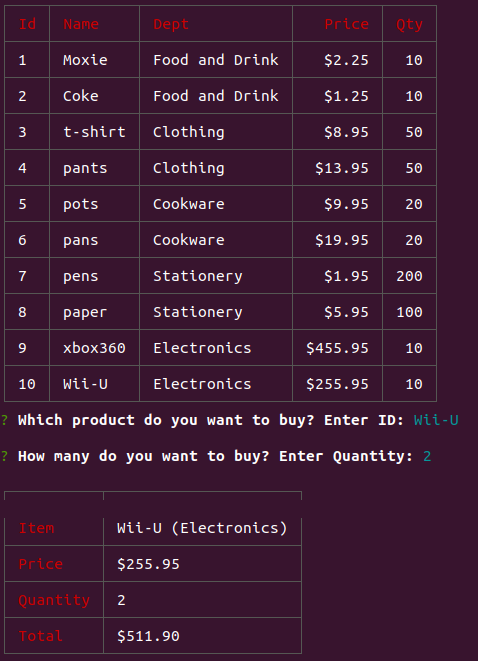 Id Name Dept Price Qty
1 Moxie Food and Drink $2.25 10
2 Coke Food and Drink $1.25 10
3 t-shirt Clothing $8.95 50
4 pants Clothing $13.95 50
5 pots Cookware $9.95 20
6 pans Cookware $19.95 20
7 pens Stationery $1.95 200
8 paper Stationery $5.95 100
9 xbox360 Electronics $455.95 10
10 Wii-U Electronics $255.95 10
? Which product do you want to buy? Enter ID: Wii-U
? How many do you want to buy? Enter Quantity: 2
Item Wii-U (Electronics)
Price $255.95
Quantity 2
Total $511.90